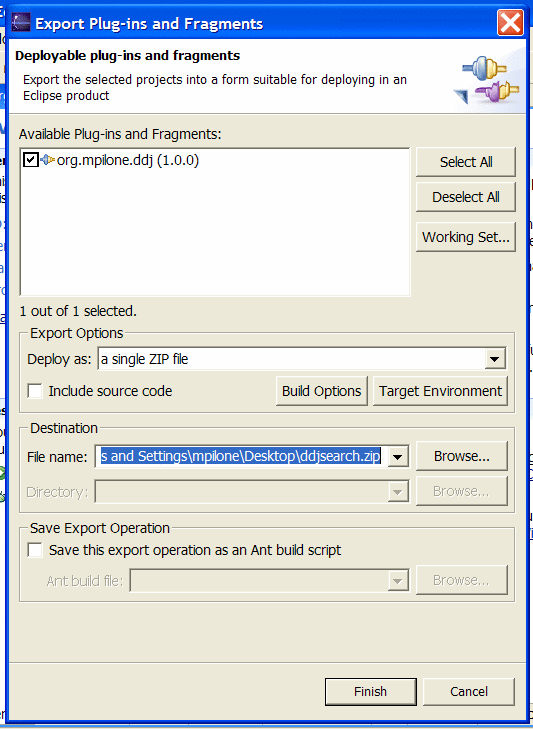 Export Plug-ins and Fragments
Deployable plug-ins and fragments
Export the selected projects into a form suitable for deploying in an
Eclipse product
Available Plug-ins and Fragments:
org.mpilone.ddj (1.0.0)
Select All
Deselect All
Working Set...
1 out of 1 selected.
Export Options
Deploy as: a single ZIP file
Include source code Build Options Target Environment
Destination
File name: s and Settings\mpilone\Desktop\ddjsearch.zip Browse...
Directory: Browse...
Save Export Operation
Save this export operation as an Ant build script
Ant build file: Browse...
Finish Cancel